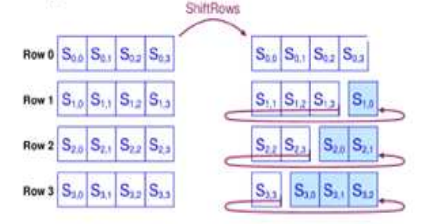 ShiftRows
Row 0 S0,0 S0,1 S0,2 S0,3 S0,0 S0,1 S0,2 S0,3
Row 1 S1,0 S1,1 S1,2 S1,3 S1,1 S1,2 S1,3 S1,0
Row 2 S2,0 S2,1 S2,2 S2,3 S2,2 S2,3 S2,0 S2,1
Row 3 S3,0 S3,1 S3,2 S3,3 S3,3 S3,0 S3,1 S3,2